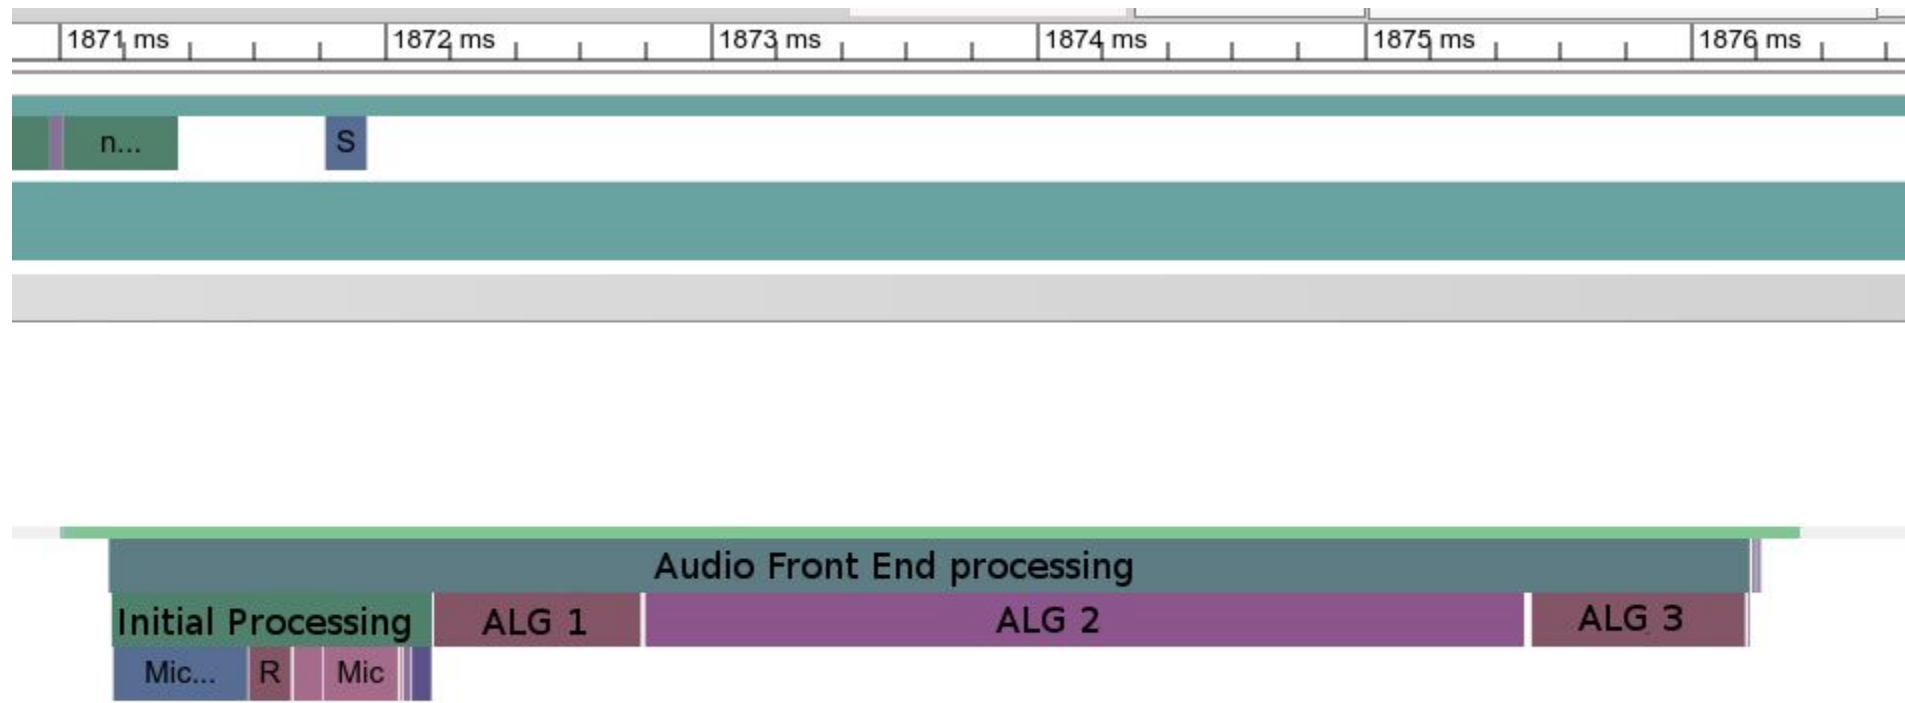 1871 ms 1872 ms 1873 ms 1874 ms 1875 ms 1876 ms
n... S
Audio Front End processing
Initial Processing ALG 1 ALG 2 ALG 3
Mic... R Mic